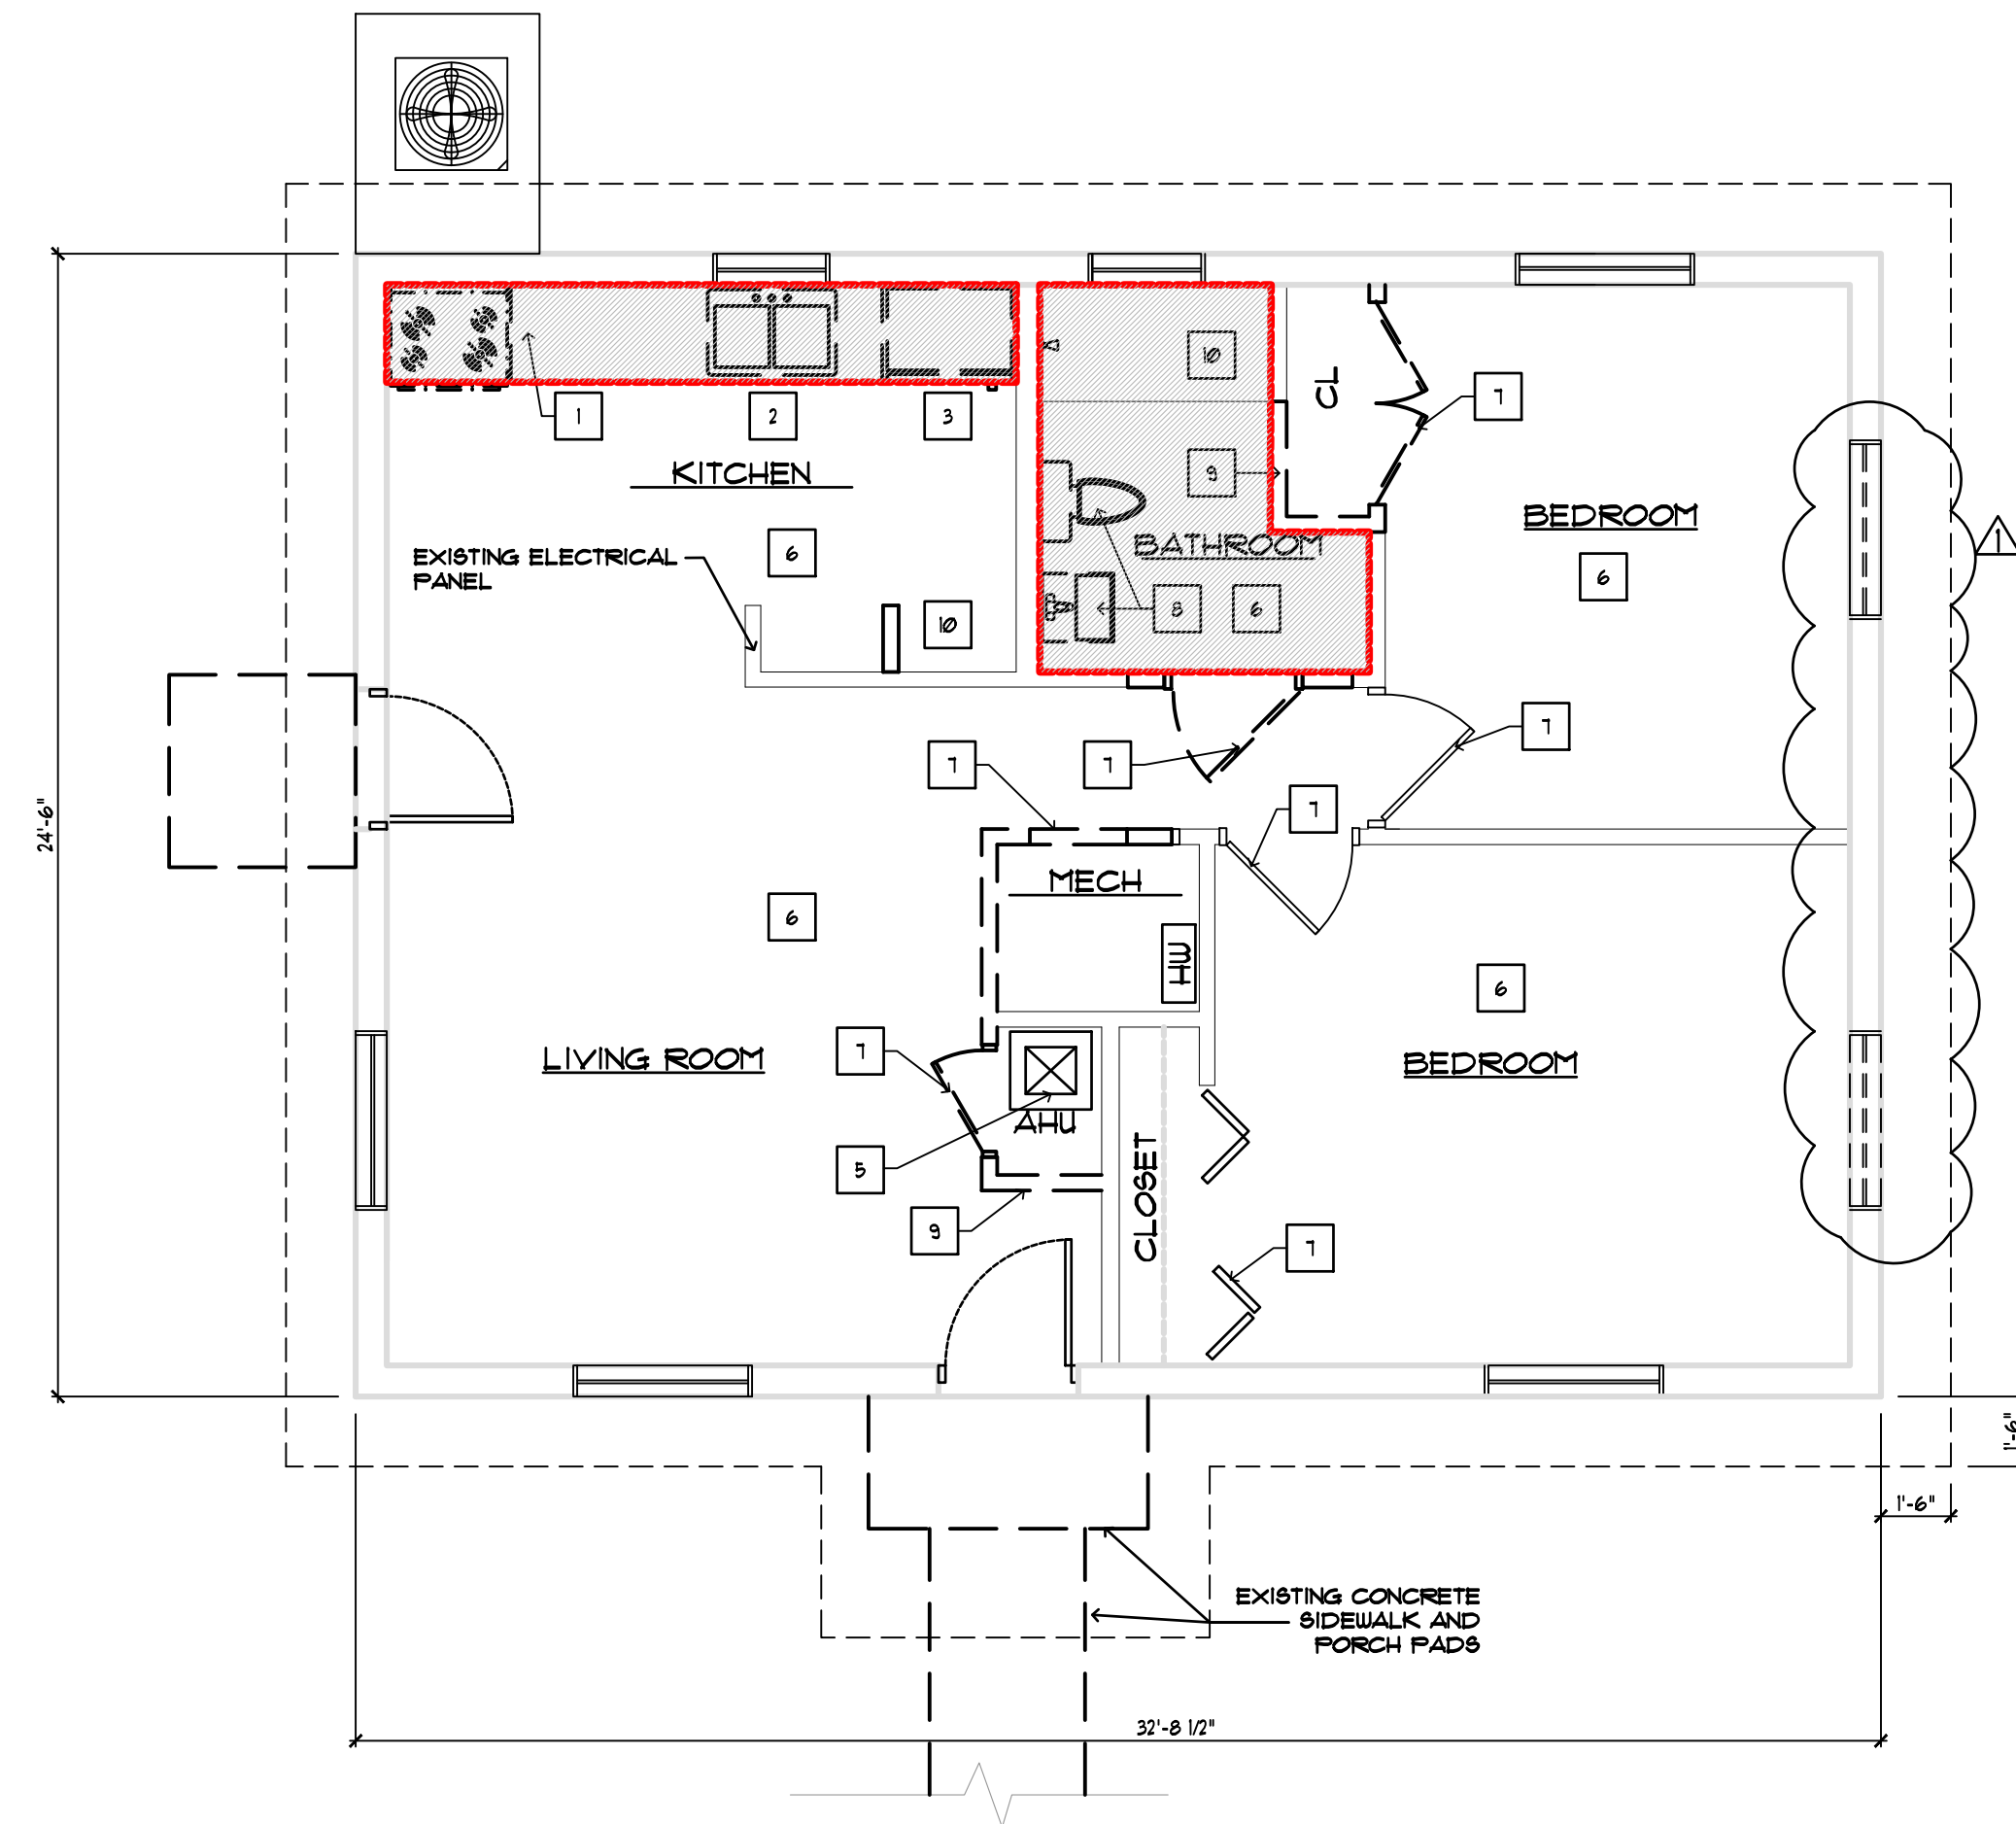 10
1
2
3
CL
7
KITCHEN
9
BEDROOM
1
EXISTING ELECTRICAL
PANEL
6
BATHROOM
6
10
8
6
7
7
7
7
24'-6"
MECH
6
HW
6
LIVING ROOM
7
BEDROOM
AHU
5
CLOSET
9
7
1'-6"
1'-6"
EXISTING CONCRETE
SIDEWALK AND
PORCH PADS
32'-8 1/2"